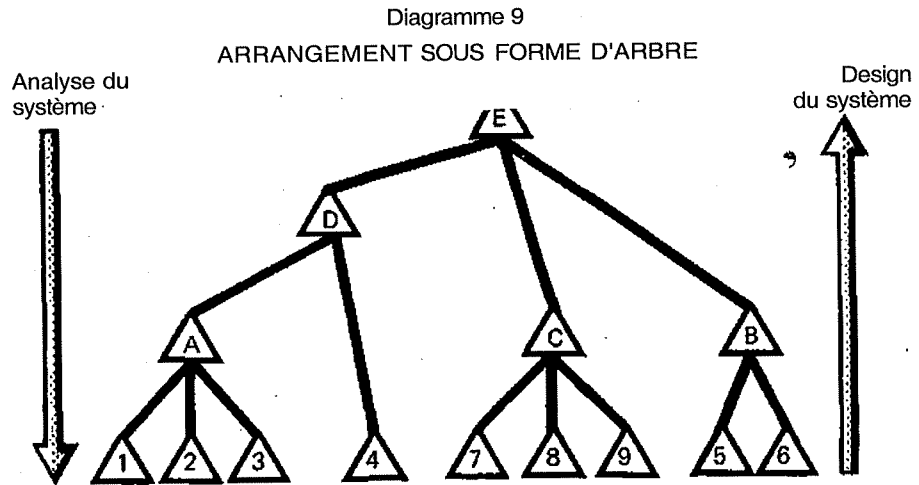 Diagramme 9
ARRANGEMENT SOUS FORME D'ARBRE
Analyse du
système
Design
du système
E
D
A
C
B
1 2 3 4 7 8 9 5 6